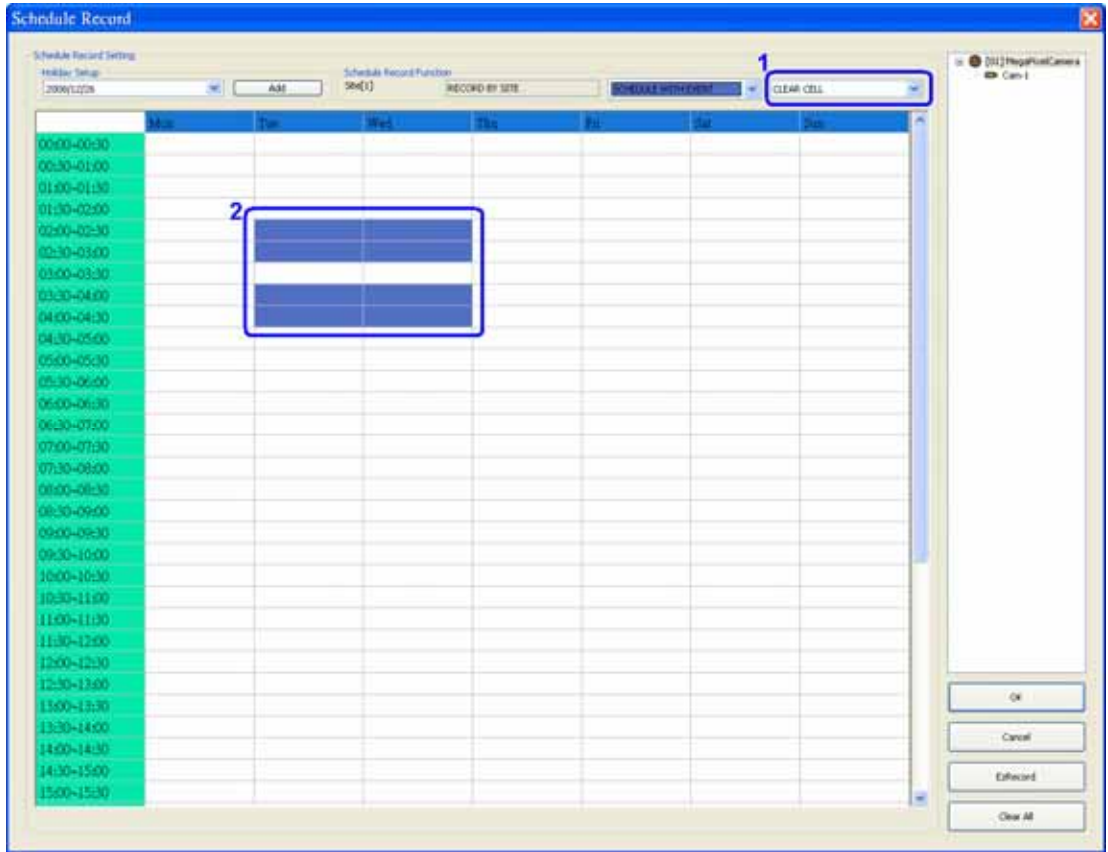 Schedule Record
Schedule Record Setting
Holiday Setup
2006/12/26
Add
Schedule Record Function
Site[1]
RECORD BY SITE
SCHEDULE WITH EVENT
1
CLEAR CELL
[01]MegaPixelCamera
Cam-1
Mon Tue Wed Thu Fri Sat Sun
00:00~00:30
00:30~01:00
01:00~01:30
01:30~02:00
2
02:00~02:30
02:30~03:00
03:00~03:30
03:30~04:00
04:00~04:30
04:30~05:00
05:00~05:30
05:30~06:00
06:00~06:30
06:30~07:00
07:00~07:30
07:30~08:00
08:00~08:30
08:30~09:00
09:00~09:30
09:30~10:00
10:00~10:30
10:30~11:00
11:00~11:30
11:30~12:00
12:00~12:30
12:30~13:00
13:00~13:30
13:30~14:00
14:00~14:30
14:30~15:00
15:00~15:30
OK
Cancel
EzRecord
Clear All